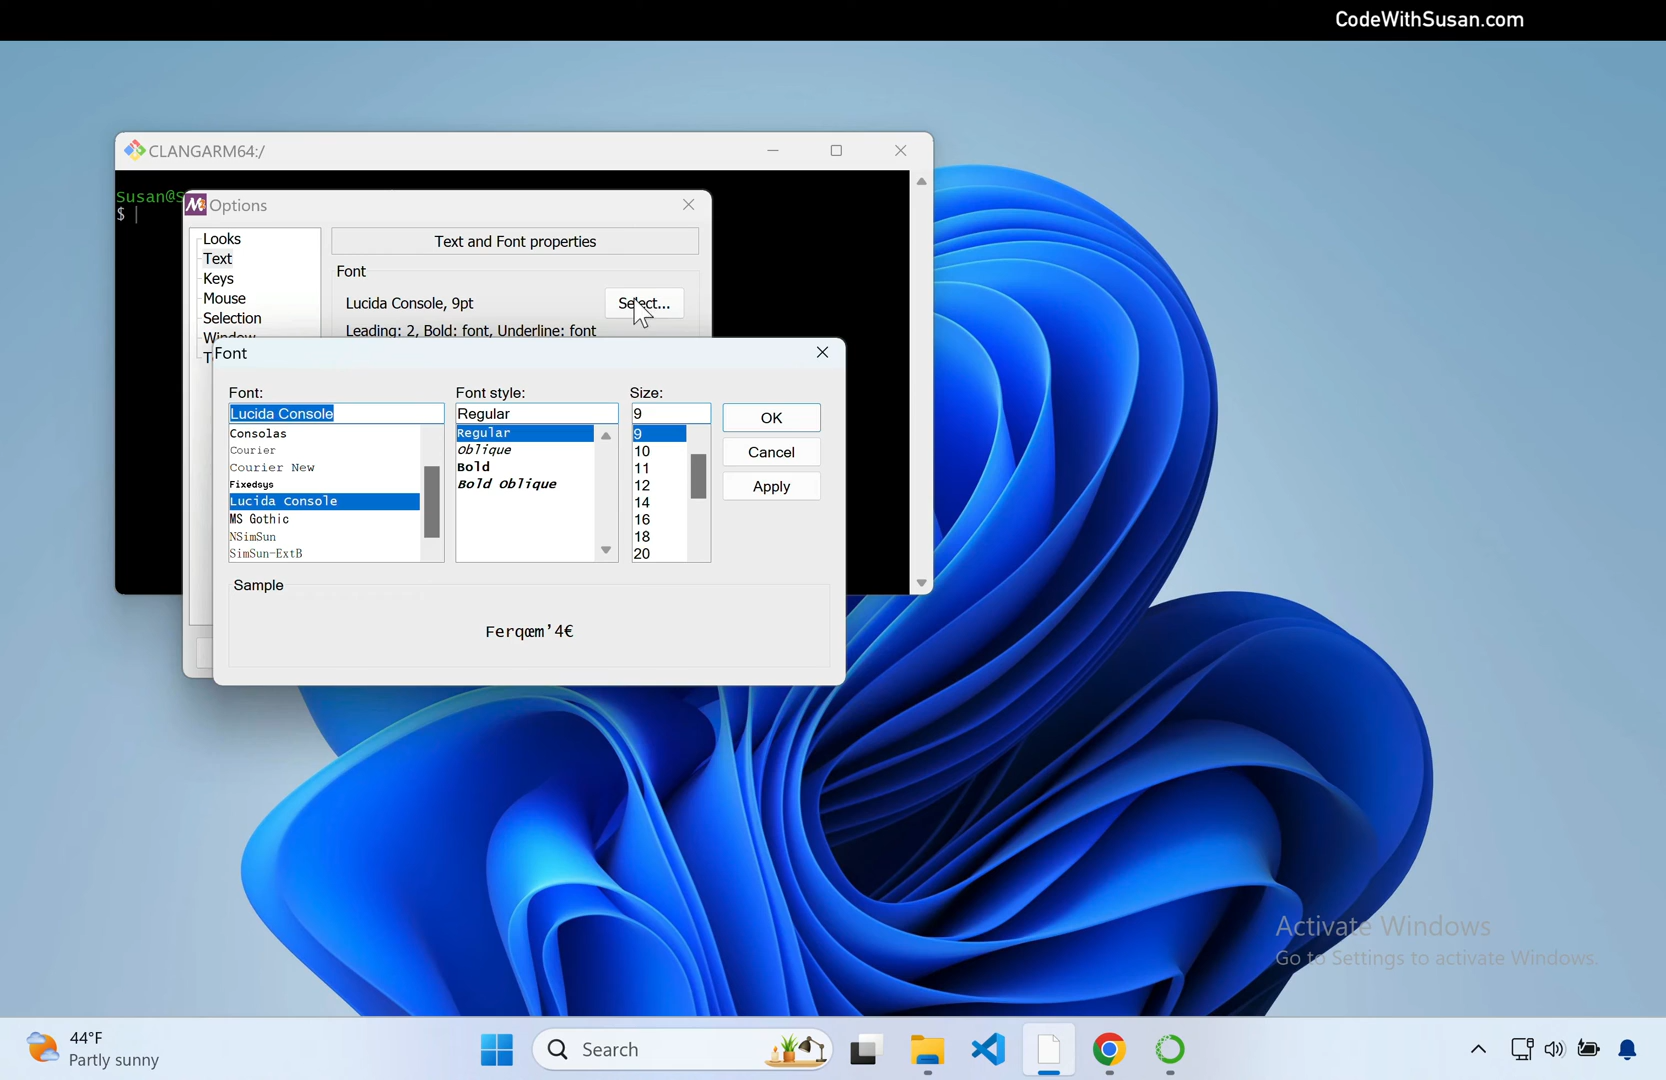 CodeWithSusan.com
CLANGARM64:/
Susan@S
$
Options
Looks
Text
Keys
Mouse
Selection
Window
Text and Font properties
Font
Lucida Console, 9pt
Select...
Leading: 2, Bold: font, Underline: font
Font
Font:
Font style:
Size:
Lucida Console
Regular
9
OK
Cancel
Apply
Consolas
Courier
Courier New
Fixedsys
Lucida Console
MS Gothic
NSimSun
SimSun-ExtB
Regular
Oblique
Bold
Bold Oblique
9
10
11
12
14
16
18
20
Sample
Ferqœm’4€
Activate Windows
Go to Settings to activate Windows.
44°F
Partly sunny
Search